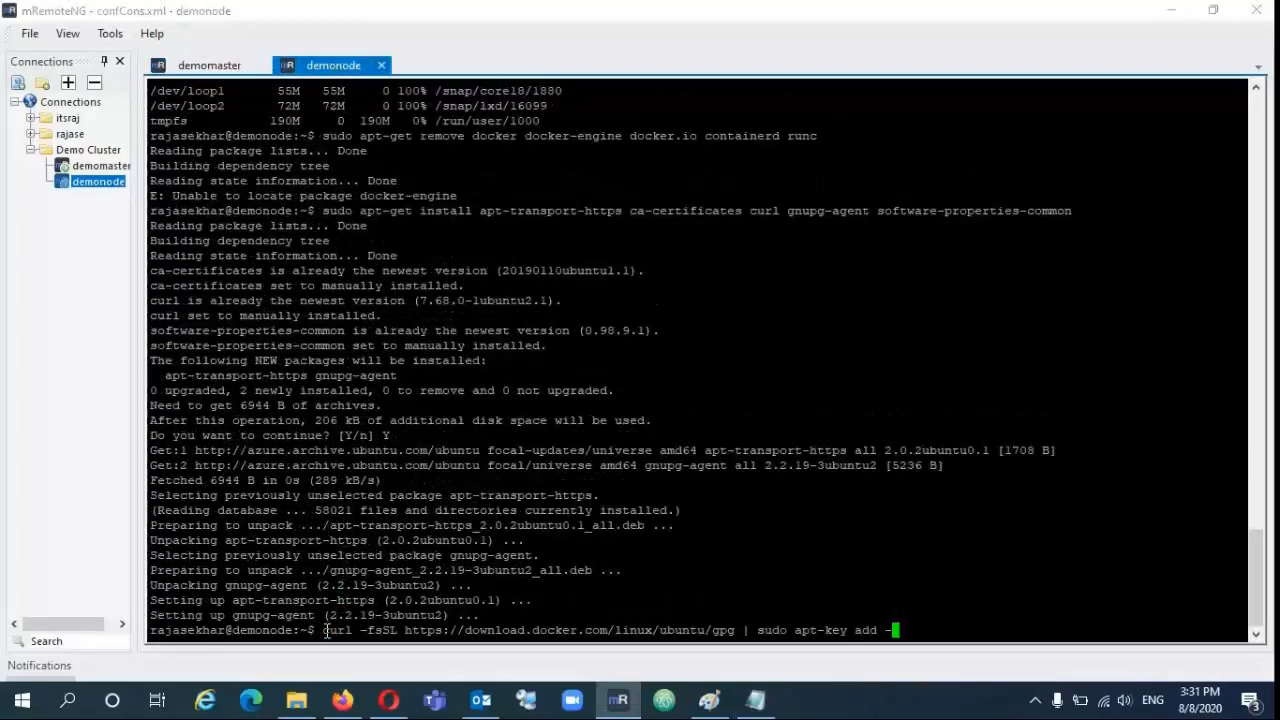 mRemoteNG - confCons.xml - demonode
File View Tools Help
Connections
demomaster
demonode
Connections
itsraj
rajase
Demo Cluster
demomaster
demonode
/dev/loop1 55M 55M 0 100% /snap/core18/1880
/dev/loop2 72M 72M 0 100% /snap/lxd/16099
tmpfs 190M 0 190M 0% /run/user/1000
rajasekhar@demonode:~$ sudo apt-get remove docker docker-engine docker.io containerd runc
Reading package lists... Done
Building dependency tree
Reading state information... Done
E: Unable to locate package docker-engine
rajasekhar@demonode:~$ sudo apt-get install apt-transport-https ca-certificates curl gnupg-agent software-properties-common
Reading package lists... Done
Building dependency tree
Reading state information... Done
ca-certificates is already the newest version (20190110ubuntu1.1).
ca-certificates set to manually installed.
curl is already the newest version (7.68.0-1ubuntu2.1).
curl set to manually installed.
software-properties-common is already the newest version (0.98.9.1).
software-properties-common set to manually installed.
The following NEW packages will be installed:
apt-transport-https gnupg-agent
0 upgraded, 2 newly installed, 0 to remove and 0 not upgraded.
Need to get 6944 B of archives.
After this operation, 206 kB of additional disk space will be used.
Do you want to continue? [Y/n] Y
Get:1 http://azure.archive.ubuntu.com/ubuntu focal-updates/universe amd64 apt-transport-https all 2.0.2ubuntu0.1 [1708 B]
Get:2 http://azure.archive.ubuntu.com/ubuntu focal/universe amd64 gnupg-agent all 2.2.19-3ubuntu2 [5236 B]
Fetched 6944 B in 0s (289 kB/s)
Selecting previously unselected package apt-transport-https.
(Reading database ... 58021 files and directories currently installed.)
Preparing to unpack .../apt-transport-https_2.0.2ubuntu0.1_all.deb ...
Unpacking apt-transport-https (2.0.2ubuntu0.1) ...
Selecting previously unselected package gnupg-agent.
Preparing to unpack .../gnupg-agent_2.2.19-3ubuntu2_all.deb ...
Unpacking gnupg-agent (2.2.19-3ubuntu2) ...
Setting up apt-transport-https (2.0.2ubuntu0.1) ...
Setting up gnupg-agent (2.2.19-3ubuntu2) ...
rajasekhar@demonode:~$ curl -fsSL https://download.docker.com/linux/ubuntu/gpg | sudo apt-key add -
Search
Notifications
ENG
3:31 PM
8/8/2020